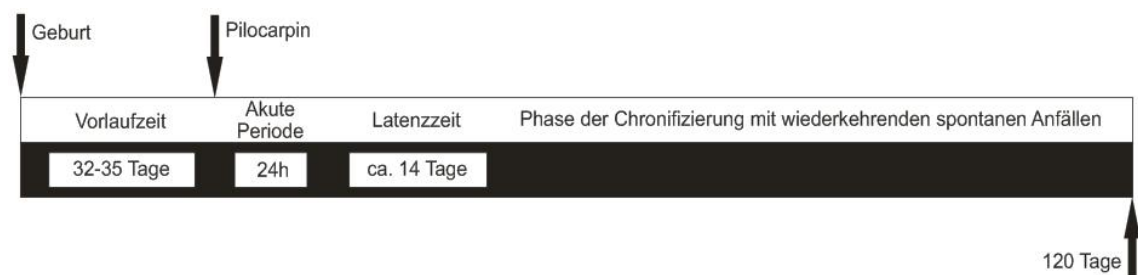 Geburt
Pilocarpin
Vorlaufzeit
Akute
Periode
Latenzzeit
Phase der Chronifizierung mit wiederkehrenden spontanen Anfällen
32-35 Tage
24h
ca. 14 Tage
120 Tage